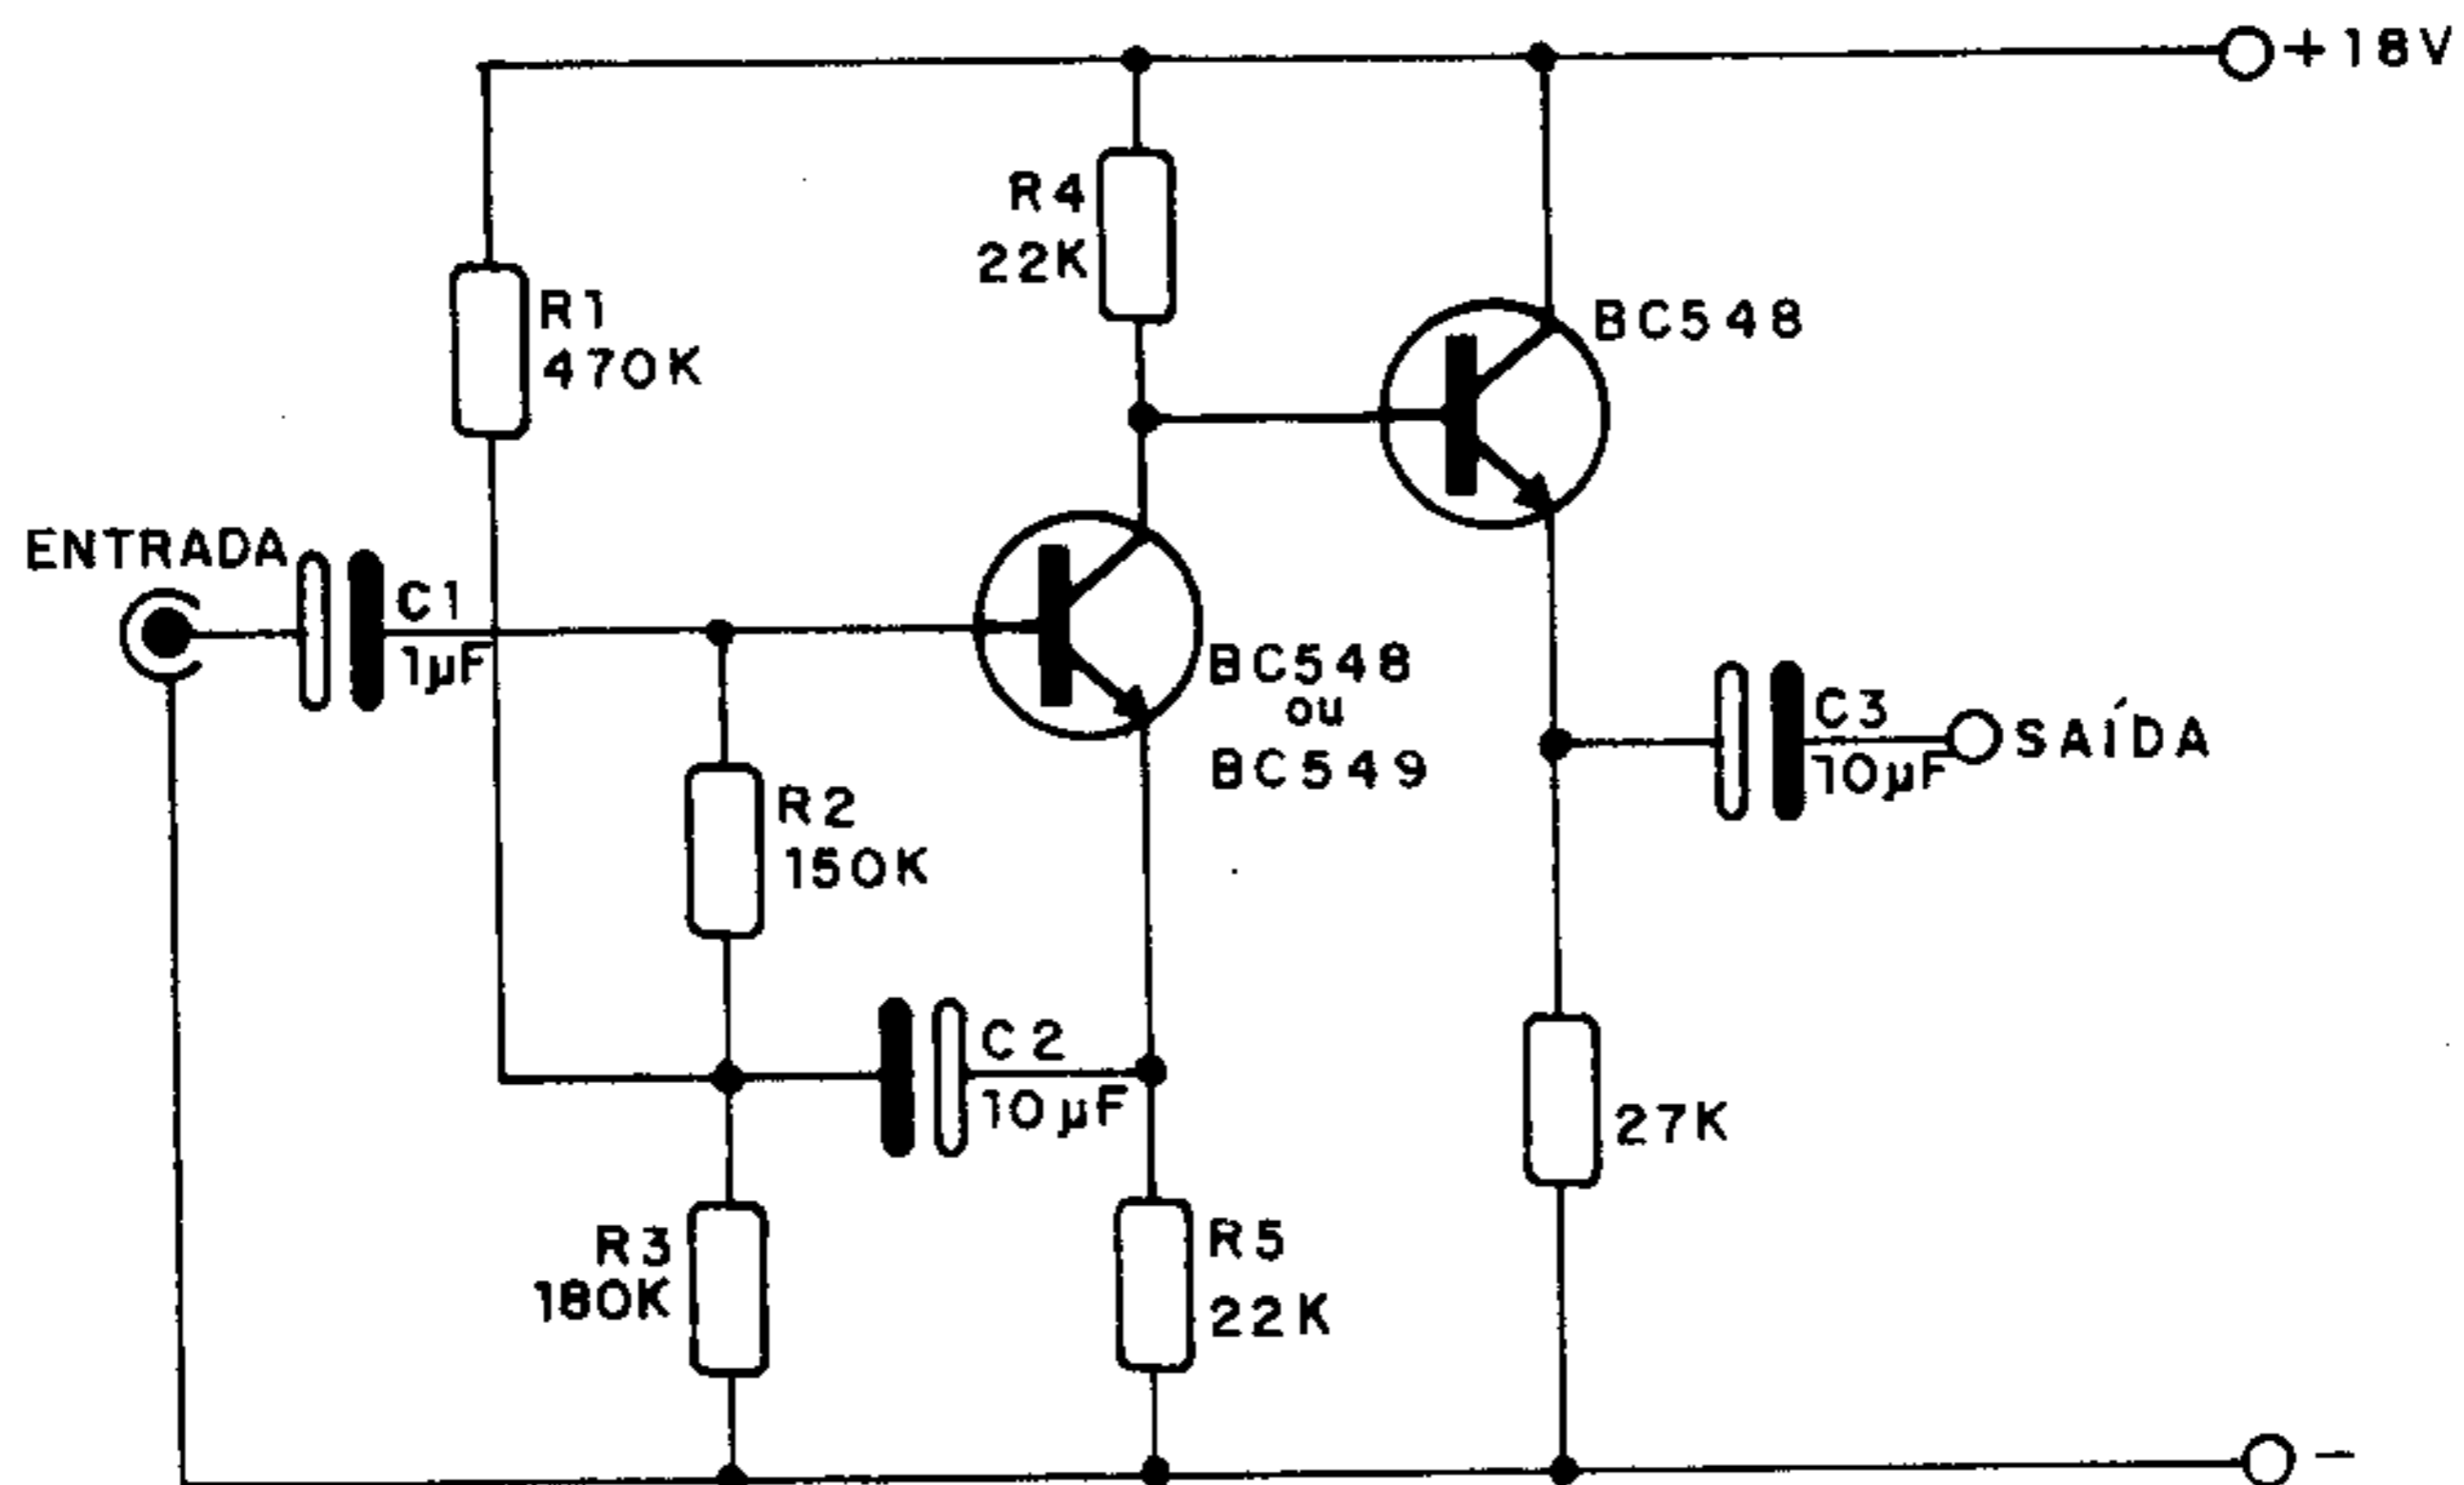 +18V
R4
22K
R1
470K
BC548
ENTRADA
C1
1µF
BC548
ou
BC549
C3
10µF
SAÍDA
R2
150K
C2
10µF
27K
R3
180K
R5
22K
−